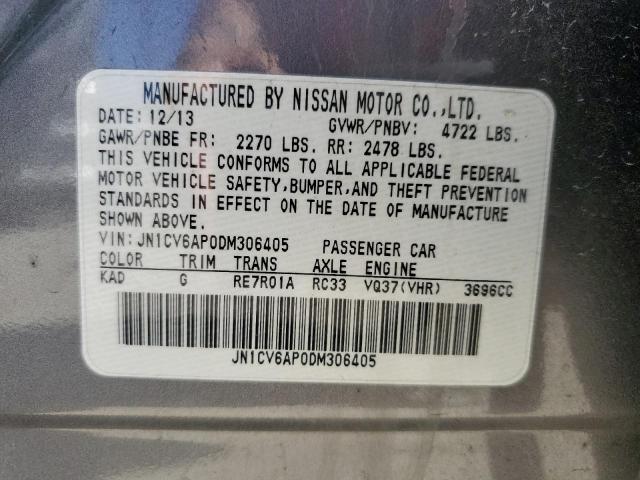 MANUFACTURED BY NISSAN MOTOR CO.,LTD.
DATE: 12/13 GVWR/PNBV: 4722 LBS.
GAWR/PNBE FR: 2270 LBS. RR: 2478 LBS.
THIS VEHICLE CONFORMS TO ALL APPLICABLE FEDERAL
MOTOR VEHICLE SAFETY,BUMPER,AND THEFT PREVENTION
STANDARDS IN EFFECT ON THE DATE OF MANUFACTURE
SHOWN ABOVE.
VIN: JN1CV6AP0DM306405 PASSENGER CAR
COLOR TRIM TRANS AXLE ENGINE
KAD G RE7R01A RC33 VQ37(VHR) 3696CC
JN1CV6AP0DM306405